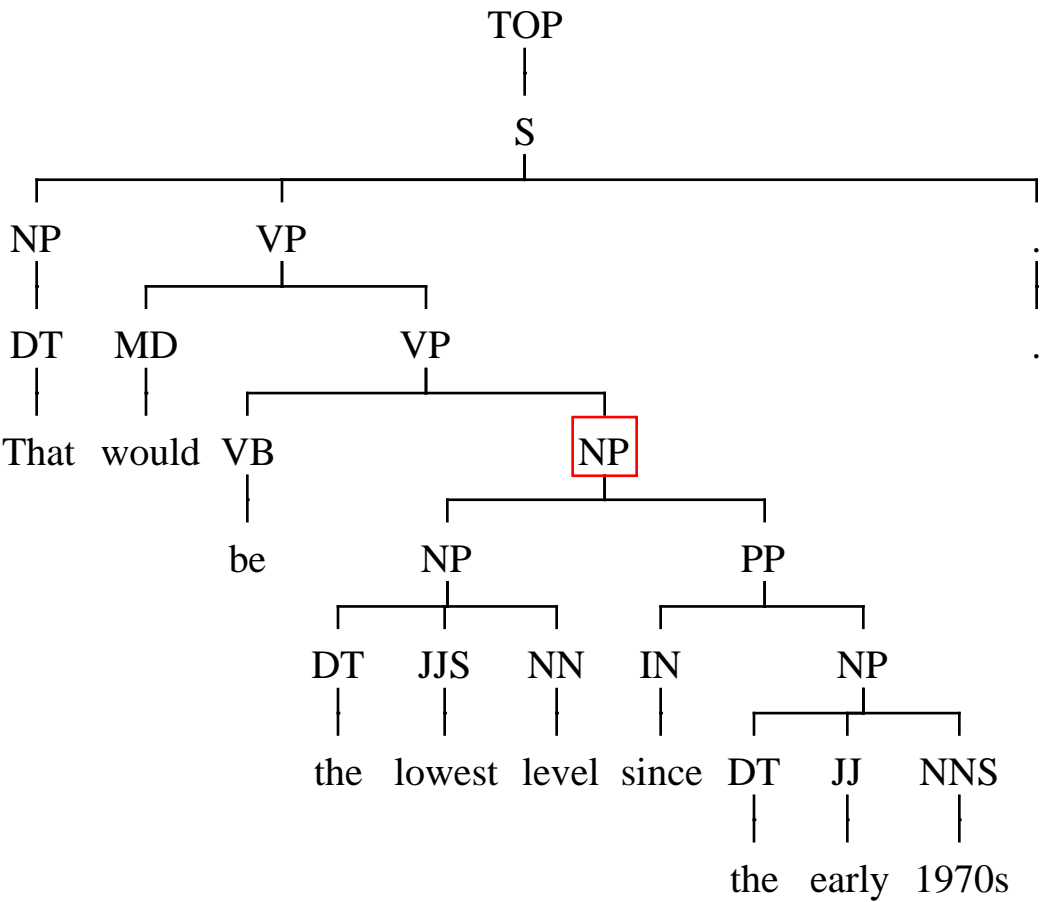 TOP
S
NP VP .
DT MD VP .
That would VB NP
be NP PP
DT JJS NN IN NP
the lowest level since DT JJ NNS
the early 1970s